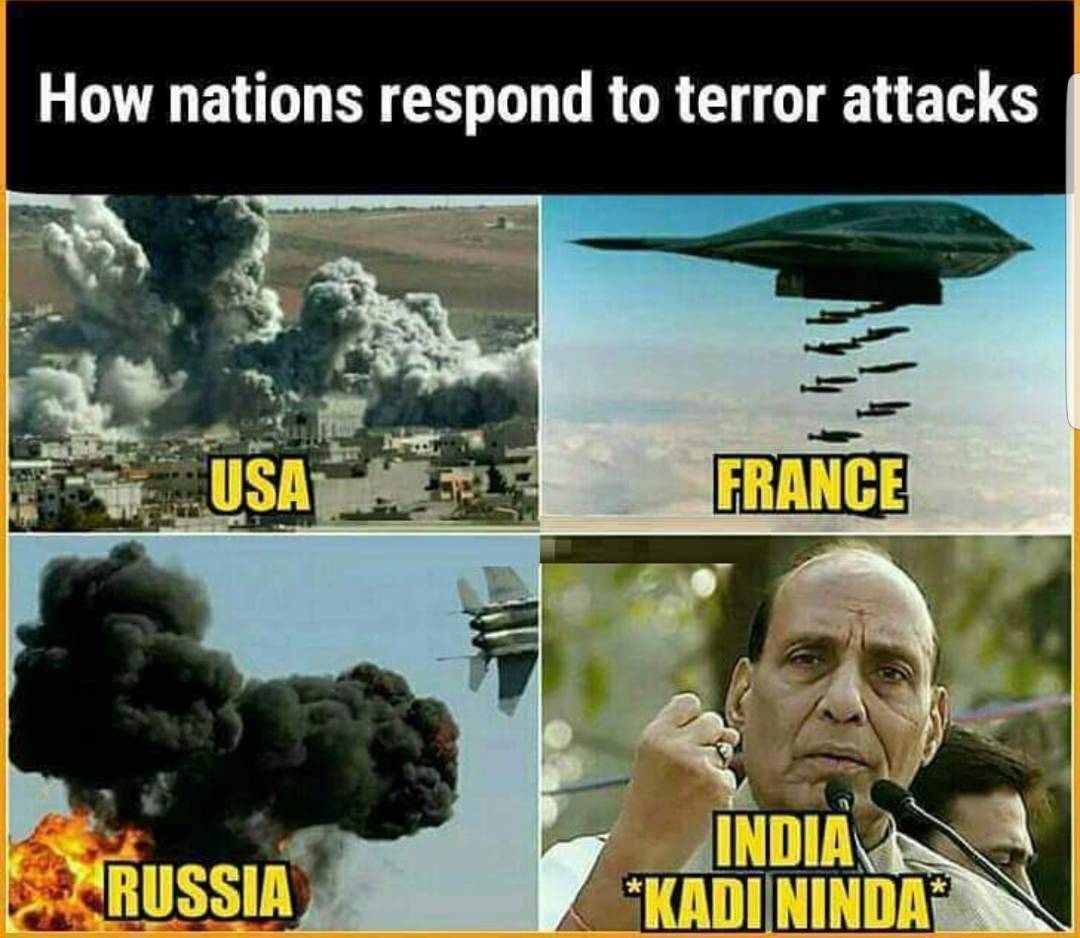 How nations respond to terror attacks
USA
FRANCE
RUSSIA
INDIA
*KADI NINDA*